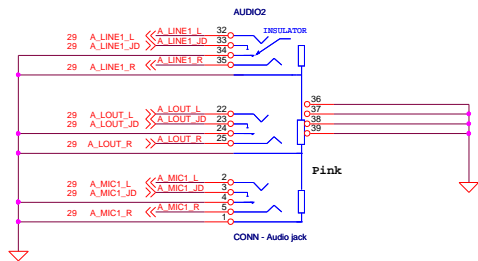 AUDIO2
29 A_LINE1_L A_LINE1_L 32 INSULATOR
29 A_LINE1_JD A_LINE1_JD 33
34
29 A_LINE1_R A_LINE1_R 35
36
29 A_LOUT_L A_LOUT_L 22 37
29 A_LOUT_JD A_LOUT_JD 23 38
24 39
29 A_LOUT_R A_LOUT_R 25
Pink
29 A_MIC1_L A_MIC1_L 2
29 A_MIC1_JD A_MIC1_JD 3
4
29 A_MIC1_R A_MIC1_R 5
1
CONN - Audio jack